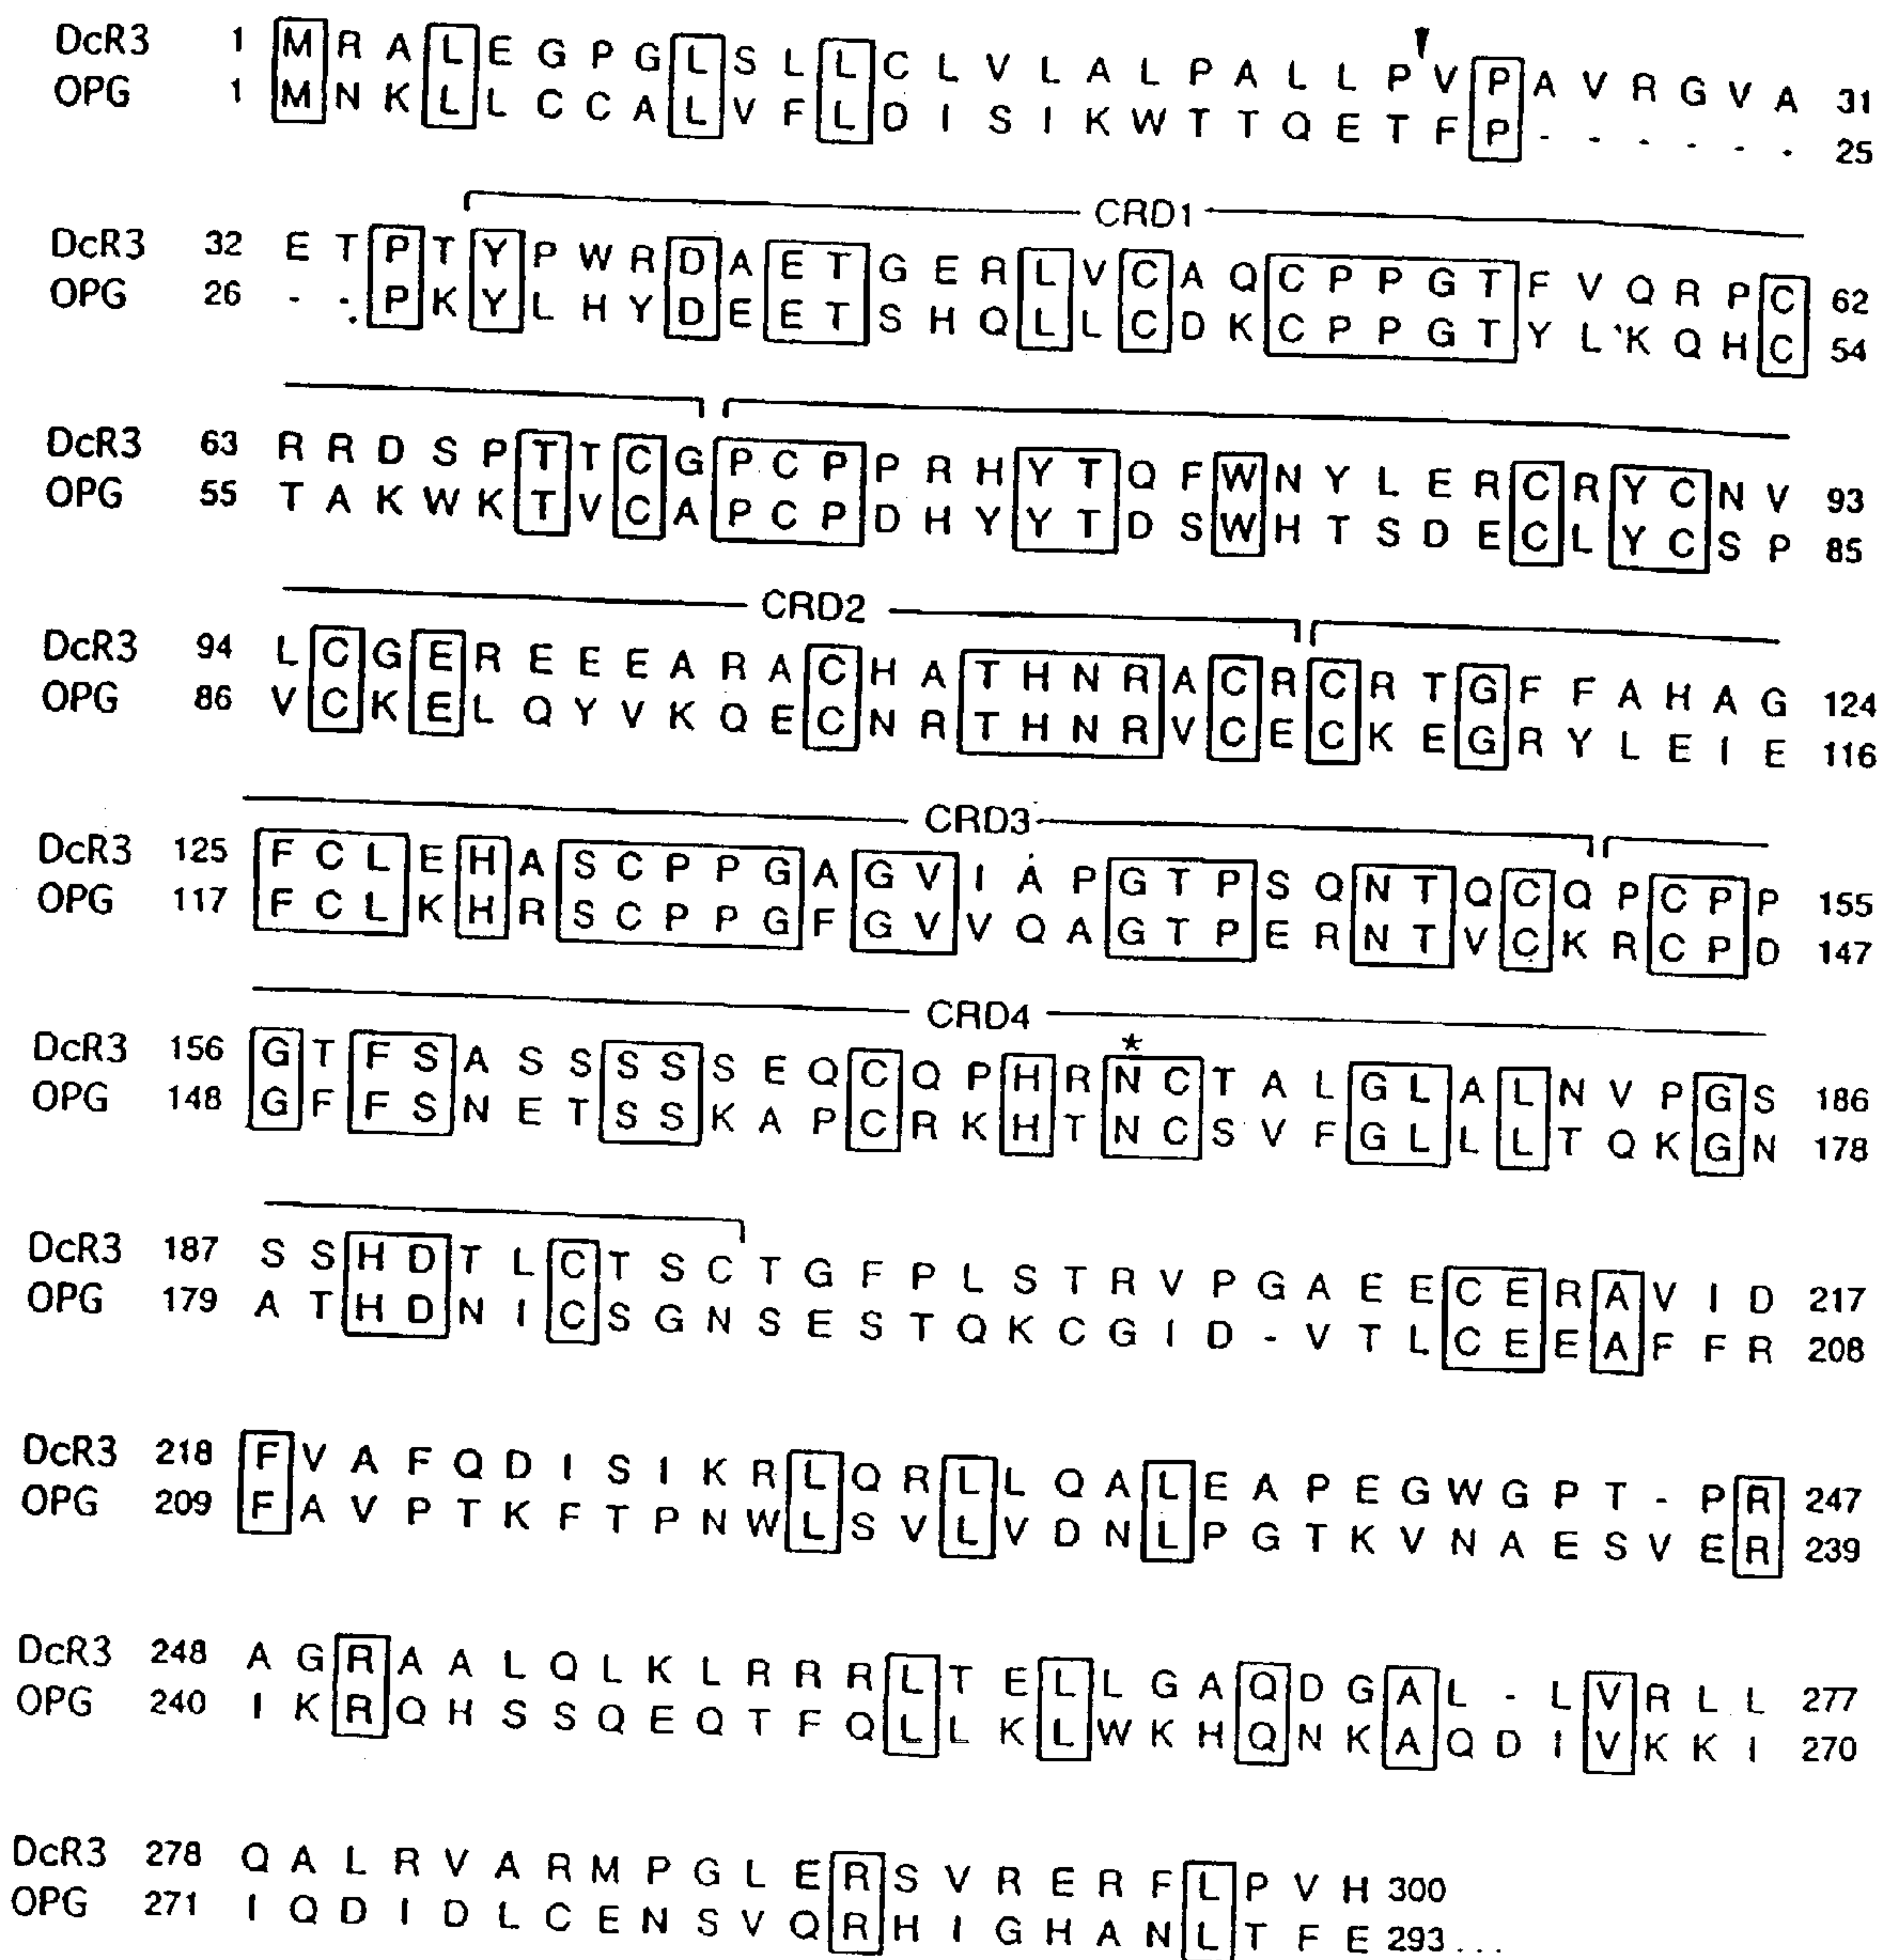 DcR3 1 M R A L E G P G L S L L C L V L A L P A L L P V P A V R G V A 31
OPG 1 M N K L L C C A L V F L D I S I K W T T Q E T F P - - - - - - 25
CRD1
DcR3 32 E T P T Y P W R D A E T G E R L V C A Q C P P G T F V Q R P C 62
OPG 26 - - P K Y L H Y D E E T S H Q L L C D K C P P G T Y L K Q H C 54
DcR3 63 R R D S P T T C G P C P P R H Y T Q F W N Y L E R C R Y C N V 93
OPG 55 T A K W K T V C A P C P D H Y Y T D S W H T S D E C L Y C S P 85
CRD2
DcR3 94 L C G E R E E E A R A C H A T H N R A C R C R T G F F A H A G 124
OPG 86 V C K E L Q Y V K Q E C N R T H N R V C E C K E G R Y L E I E 116
CRD3
DcR3 125 F C L E H A S C P P G A G V I A P G T P S Q N T Q C Q P C P P 155
OPG 117 F C L K H R S C P P G F G V V Q A G T P E R N T V C K R C P D 147
CRD4
*
DcR3 156 G T F S A S S S S S E Q C Q P H R N C T A L G L A L N V P G S 186
OPG 148 G F F S N E T S S K A P C R K H T N C S V F G L L L T Q K G N 178
DcR3 187 S S H D T L C T S C T G F P L S T R V P G A E E C E R A V I D 217
OPG 179 A T H D N I C S G N S E S T Q K C G I D - V T L C E E A F F R 208
DcR3 218 F V A F Q D I S I K R L Q R L L Q A L E A P E G W G P T - P R 247
OPG 209 F A V P T K F T P N W L S V L V D N L P G T K V N A E S V E R 239
DcR3 248 A G R A A L Q L K L R R R L T E L L G A Q D G A L - L V R L L 277
OPG 240 I K R Q H S S Q E Q T F Q L L K L W K H Q N K A Q D I V K K I 270
DcR3 278 Q A L R V A R M P G L E R S V R E R F L P V H 300
OPG 271 I Q D I D L C E N S V Q R H I G H A N L T F E 293...